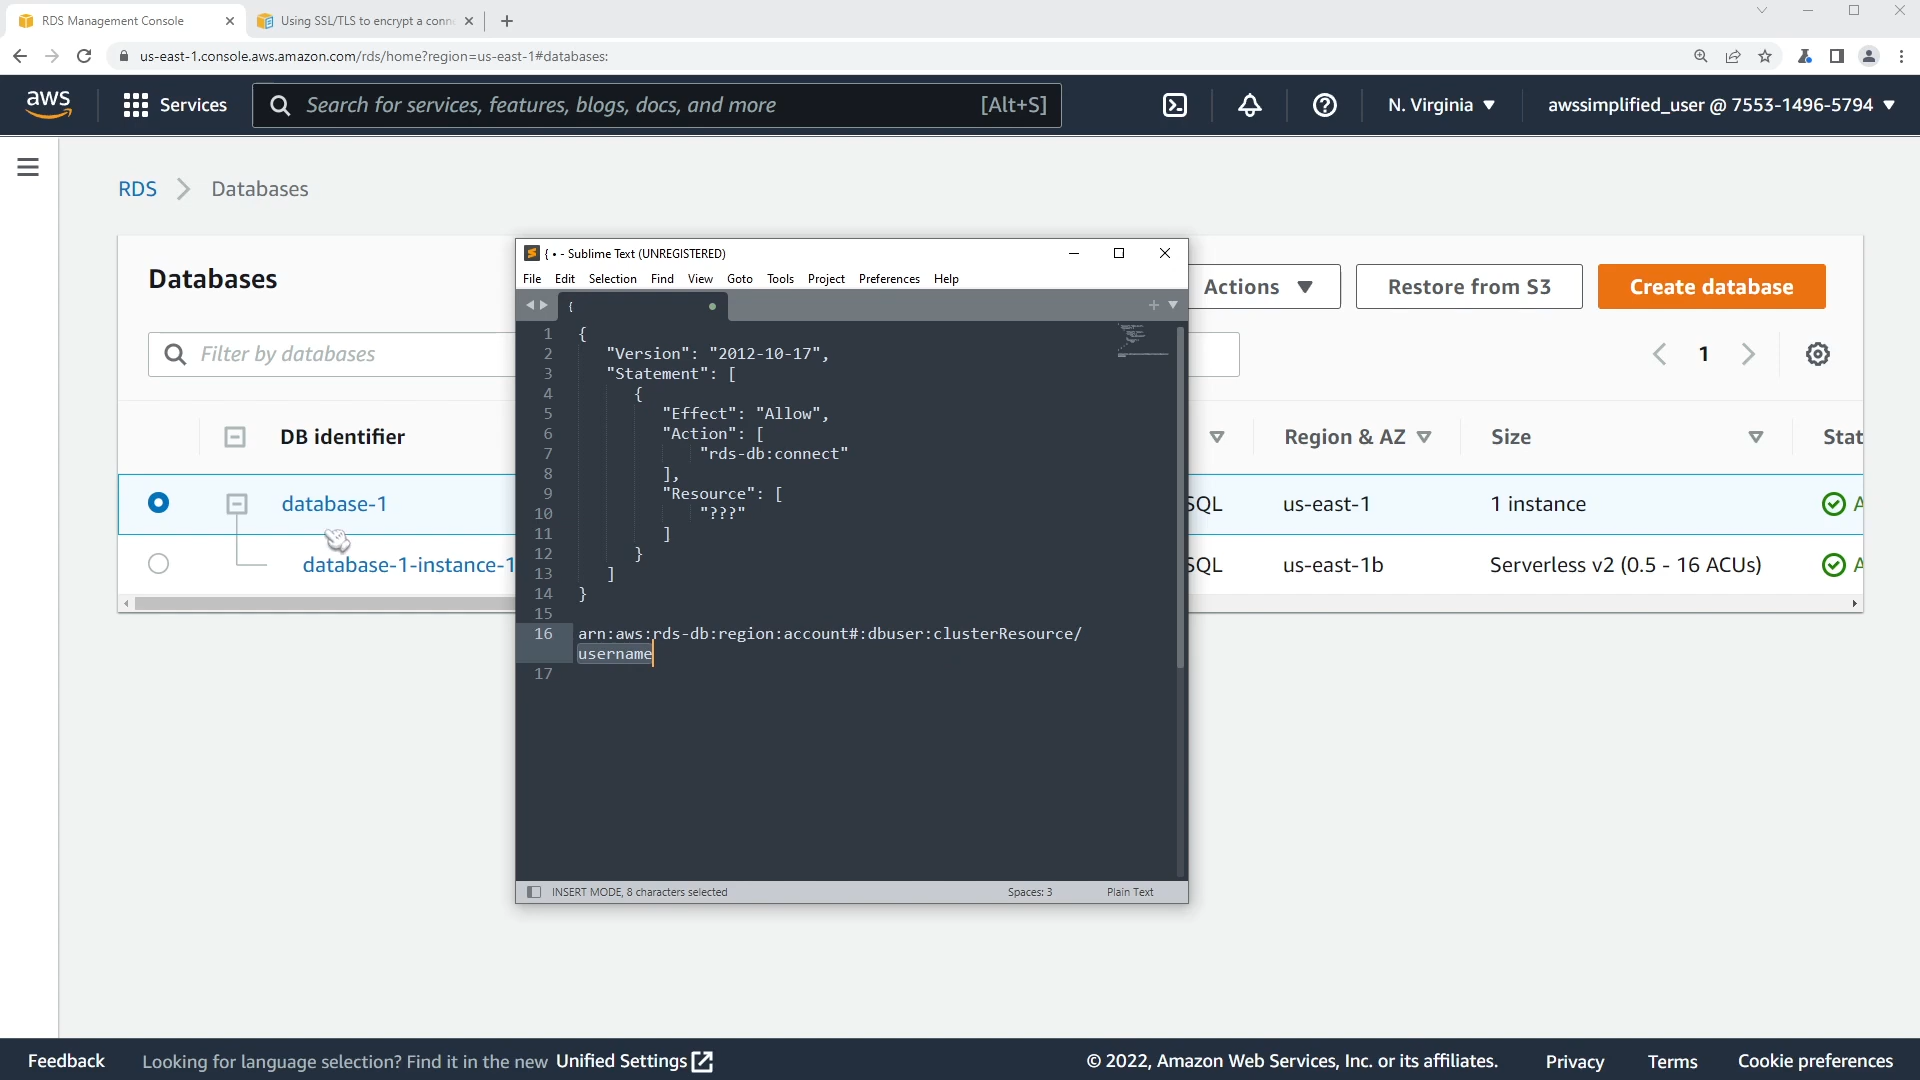 RDS Management Console
Using SSL/TLS to encrypt a conn
us-east-1.console.aws.amazon.com/rds/home?region=us-east-1#databases:
aws
Services
Search for services, features, blogs, docs, and more
[Alt+S]
N. Virginia
awssimplified_user @ 7553-1496-5794
RDS
Databases
Databases
Actions
Restore from S3
Create database
Filter by databases
1
DB identifier
Region & AZ
Size
Stat
database-1
SQL
us-east-1
1 instance
A
database-1-instance-1
SQL
us-east-1b
Serverless v2 (0.5 - 16 ACUs)
A
{ • - Sublime Text (UNREGISTERED)
File Edit Selection Find View Goto Tools Project Preferences Help
{
1 {
2 "Version": "2012-10-17",
3 "Statement": [
4 {
5 "Effect": "Allow",
6 "Action": [
7 "rds-db:connect"
8 ],
9 "Resource": [
10 "???"
11 ]
12 }
13 ]
14 }
15
16 arn:aws:rds-db:region:account#:dbuser:clusterResource/
username
17
INSERT MODE, 8 characters selected
Spaces: 3
Plain Text
Feedback
Looking for language selection? Find it in the new Unified Settings
© 2022, Amazon Web Services, Inc. or its affiliates.
Privacy
Terms
Cookie preferences